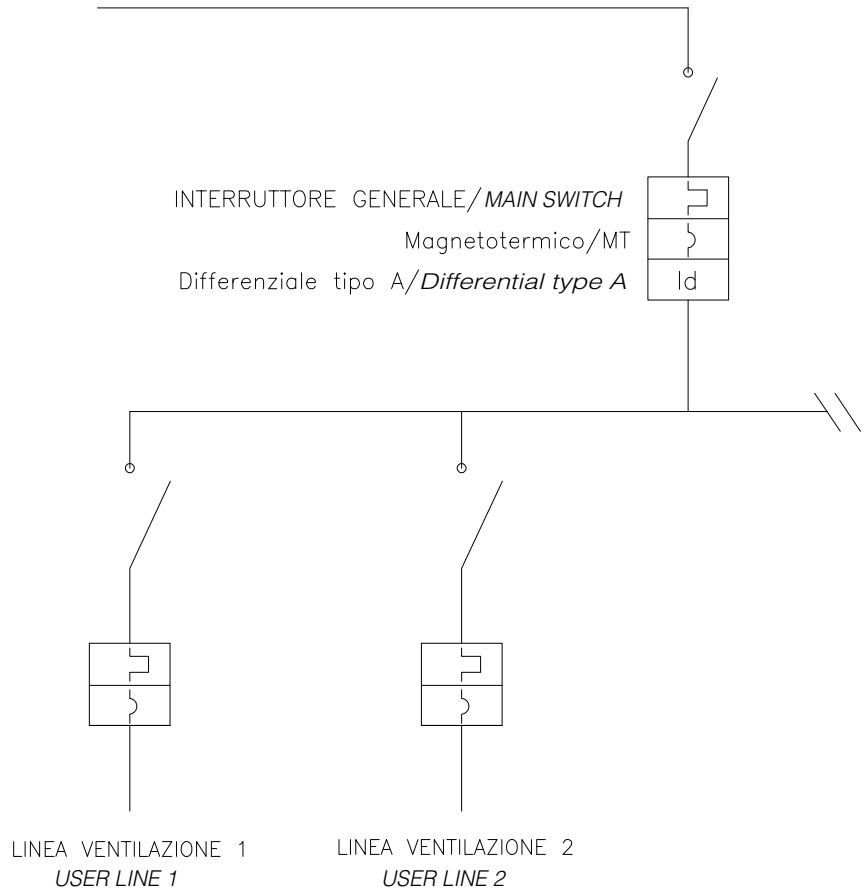 INTERRUTTORE GENERALE/MAIN SWITCH
Magnetotermico/MT
Differenziale tipo A/Differential type A
Id
LINEA VENTILAZIONE 1
USER LINE 1
LINEA VENTILAZIONE 2
USER LINE 2